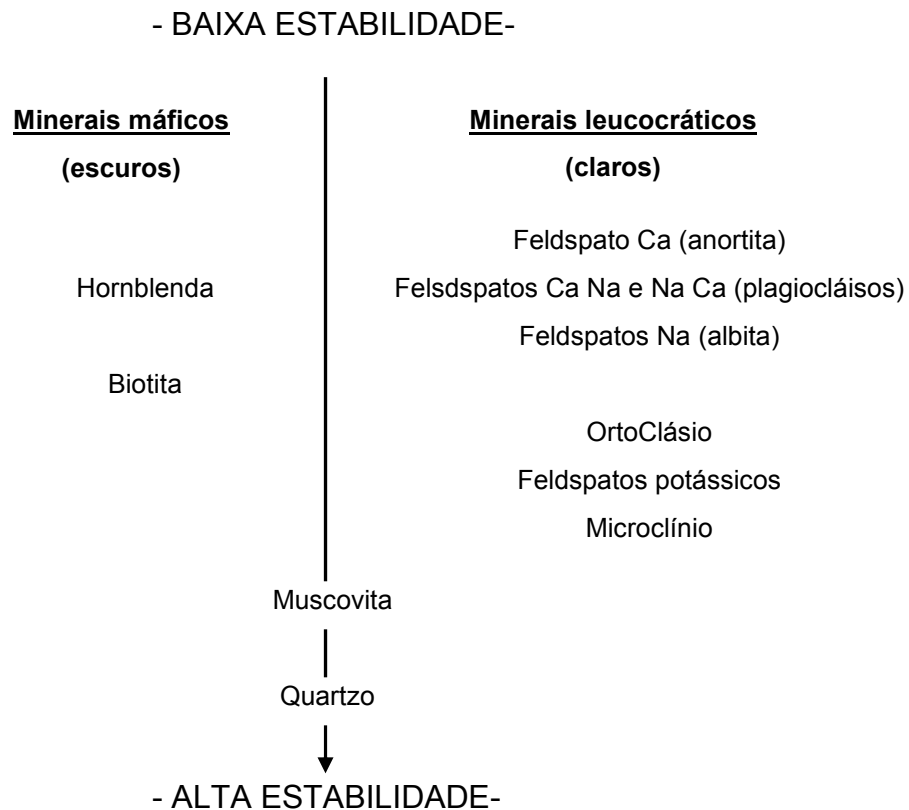 - BAIXA ESTABILIDADE-
Minerais máficos
(escuros)
Minerais leucocráticos
(claros)
Feldspato Ca (anortita)
Hornblenda
Felsdspatos Ca Na e Na Ca (plagiocláisos)
Feldspatos Na (albita)
Biotita
OrtoClásio
Feldspatos potássicos
Microclínio
Muscovita
Quartzo
- ALTA ESTABILIDADE-